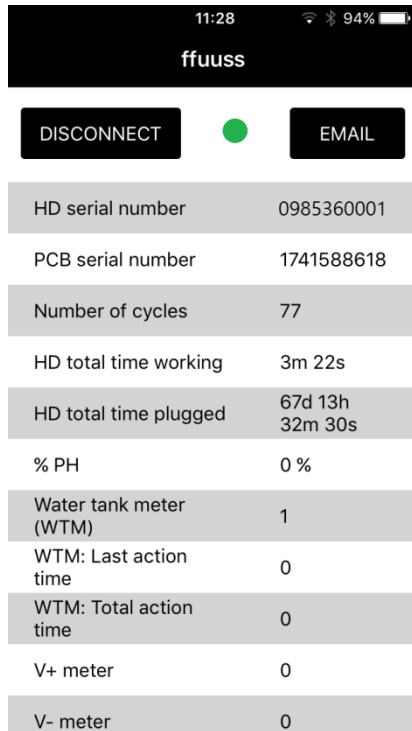 11:28 94%
ffuuss
DISCONNECT EMAIL
HD serial number 0985360001
PCB serial number 1741588618
Number of cycles 77
HD total time working 3m 22s
HD total time plugged 67d 13h
32m 30s
% PH 0 %
Water tank meter
(WTM) 1
WTM: Last action
time 0
WTM: Total action
time 0
V+ meter 0
V- meter 0